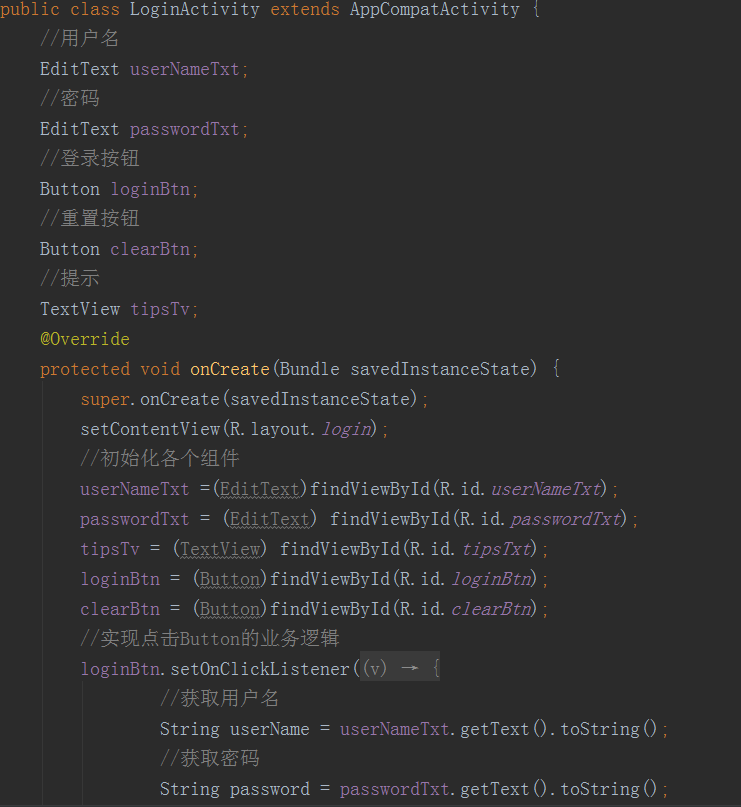 public class LoginActivity extends AppCompatActivity {
//用户名
EditText userNameTxt;
//密码
EditText passwordTxt;
//登录按钮
Button loginBtn;
//重置按钮
Button clearBtn;
//提示
TextView tipsTv;
@Override
protected void onCreate(Bundle savedInstanceState) {
super.onCreate(savedInstanceState);
setContentView(R.layout.login);
//初始化各个组件
userNameTxt =(EditText)findViewById(R.id.userNameTxt);
passwordTxt = (EditText) findViewById(R.id.passwordTxt);
tipsTv = (TextView) findViewById(R.id.tipsTxt);
loginBtn = (Button)findViewById(R.id.loginBtn);
clearBtn = (Button)findViewById(R.id.clearBtn);
//实现点击Button的业务逻辑
loginBtn.setOnClickListener((v) → {
//获取用户名
String userName = userNameTxt.getText().toString();
//获取密码
String password = passwordTxt.getText().toString();